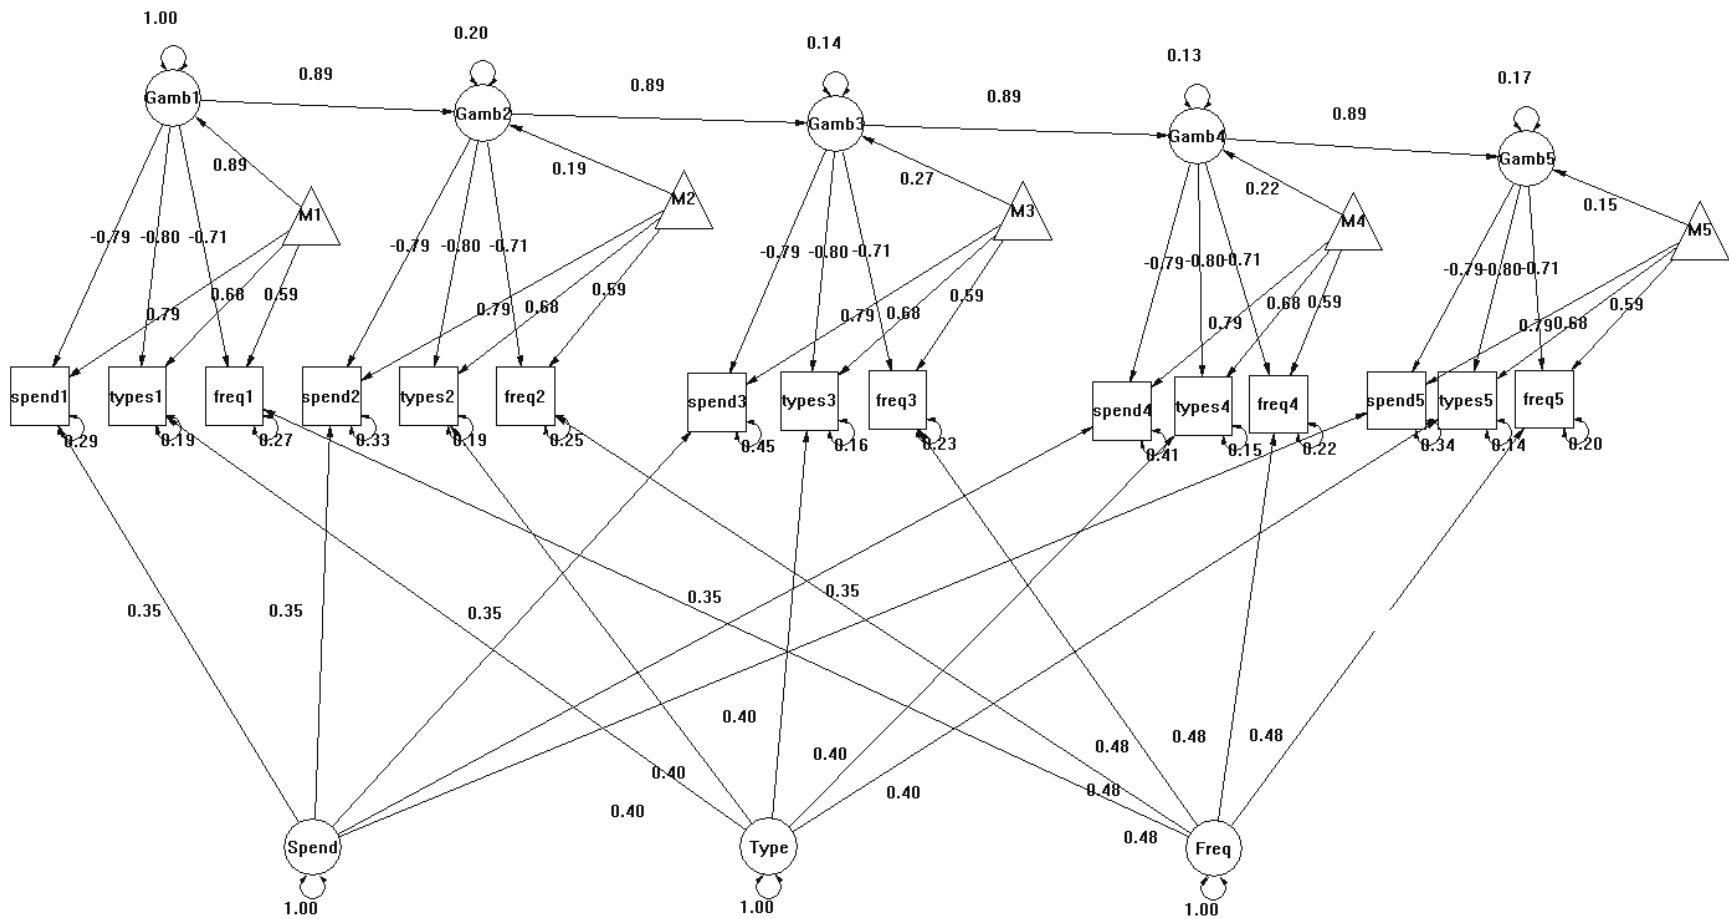 1.00
0.20
0.14
0.13
0.17
0.89
0.89
0.89
0.89
Gamb1
Gamb2
Gamb3
Gamb4
Gamb5
0.89
0.19
0.27
0.22
0.15
M1
M2
M3
M4
M5
-0.79 -0.80 -0.71
-0.79 -0.80 -0.71
-0.79 -0.80 -0.71
-0.79 -0.80 -0.71
-0.79 -0.80 -0.71
0.79 0.68 0.59
0.79 0.68 0.59
0.79 0.68 0.59
0.79 0.68 0.59
0.79 0.68 0.59
spend1 types1 freq1
spend2 types2 freq2
spend3 types3 freq3
spend4 types4 freq4
spend5 types5 freq5
0.29 0.19 0.27
0.33 0.19 0.25
0.45 0.16 0.23
0.41 0.15 0.22
0.34 0.14 0.20
0.35 0.35 0.35 0.35 0.35
0.40 0.48 0.48 0.48
0.40
0.40 0.40 0.48
0.40 0.48
Spend Type Freq
1.00 1.00 1.00